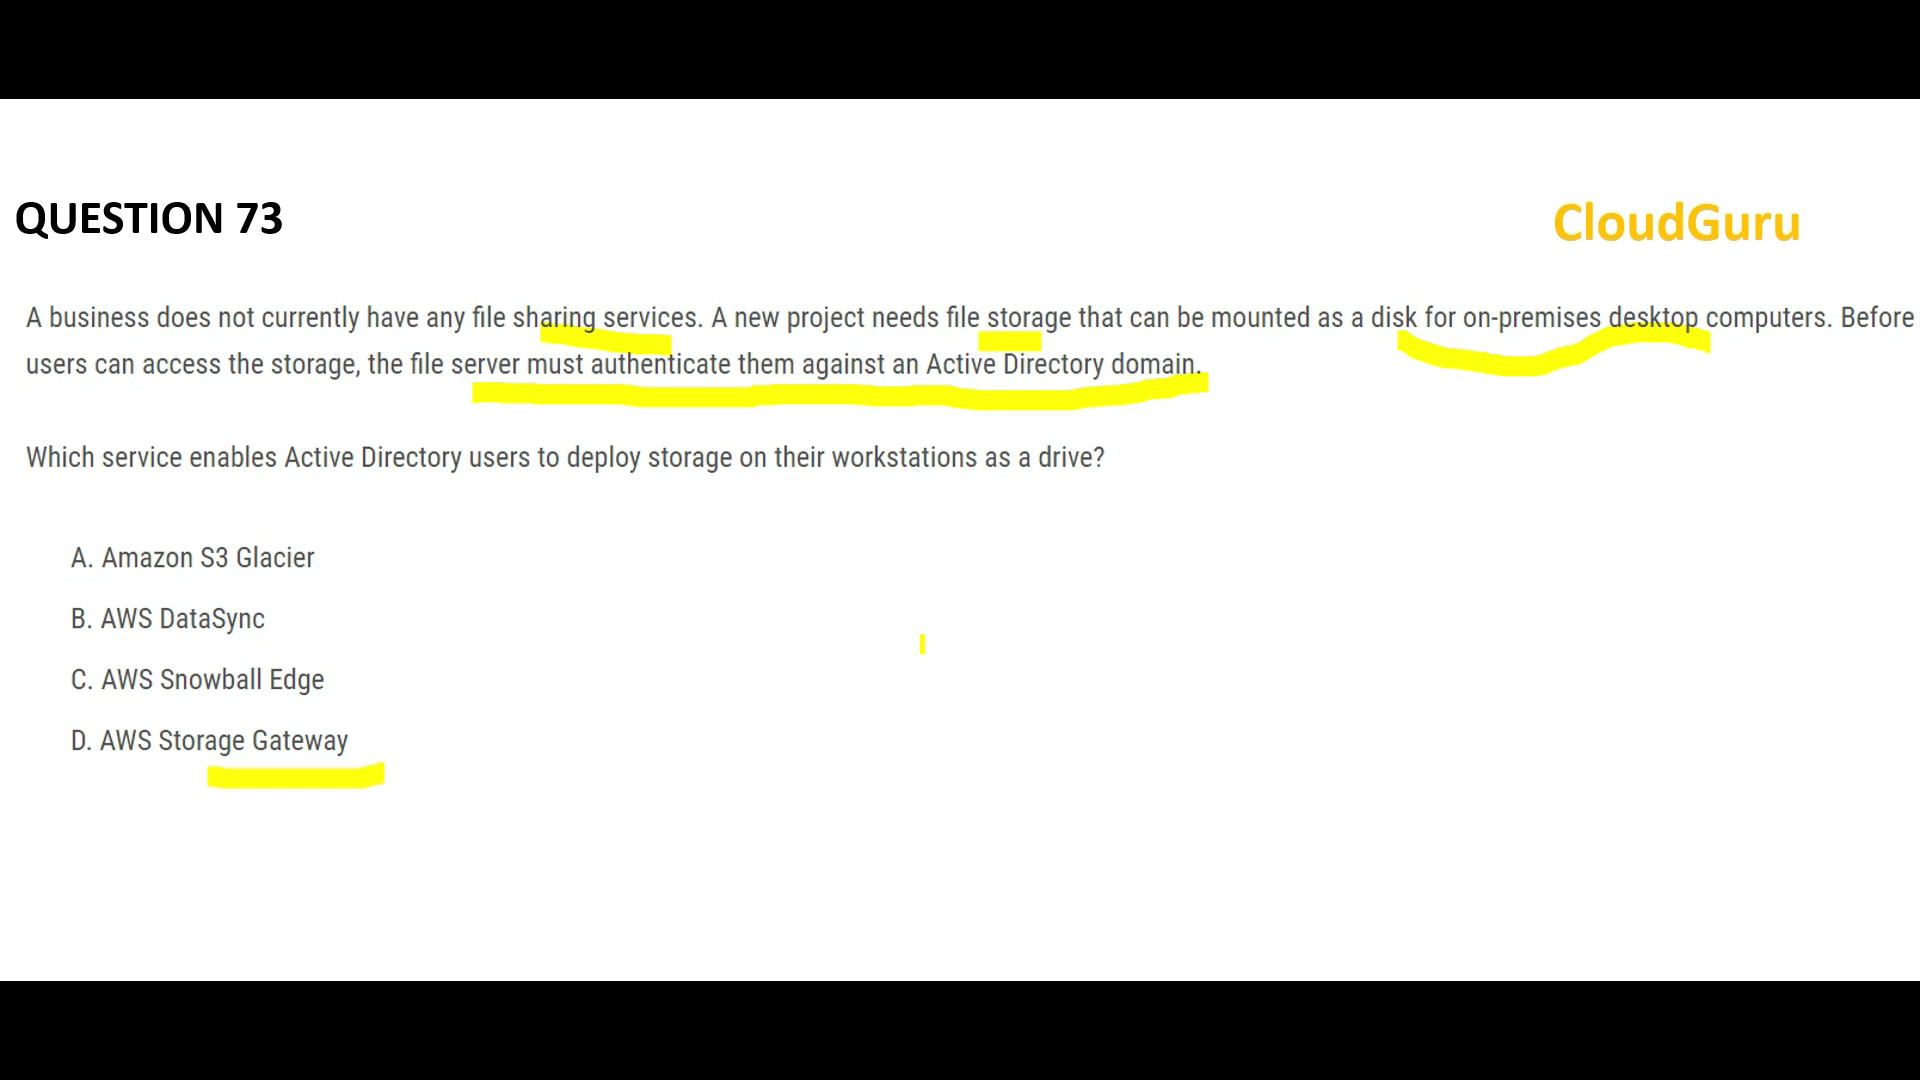 QUESTION 73
CloudGuru
A business does not currently have any file sharing services. A new project needs file storage that can be mounted as a disk for on-premises desktop computers. Before
users can access the storage, the file server must authenticate them against an Active Directory domain.
Which service enables Active Directory users to deploy storage on their workstations as a drive?
A. Amazon S3 Glacier
B. AWS DataSync
C. AWS Snowball Edge
D. AWS Storage Gateway